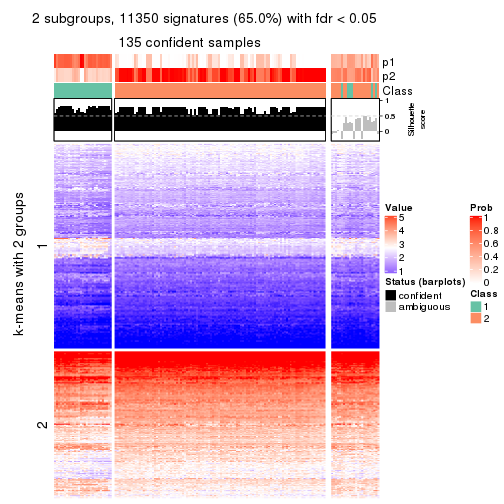 2 subgroups, 11350 signatures (65.0%) with fdr < 0.05
135 confident samples
p1
p2
Class
1
0.5
0
Silhouette
score
k-means with 2 groups
1
2
Value
5
4
3
2
1
Status (barplots)
confident
ambiguous
Prob
1
0.8
0.6
0.4
0.2
0
Class
1
2